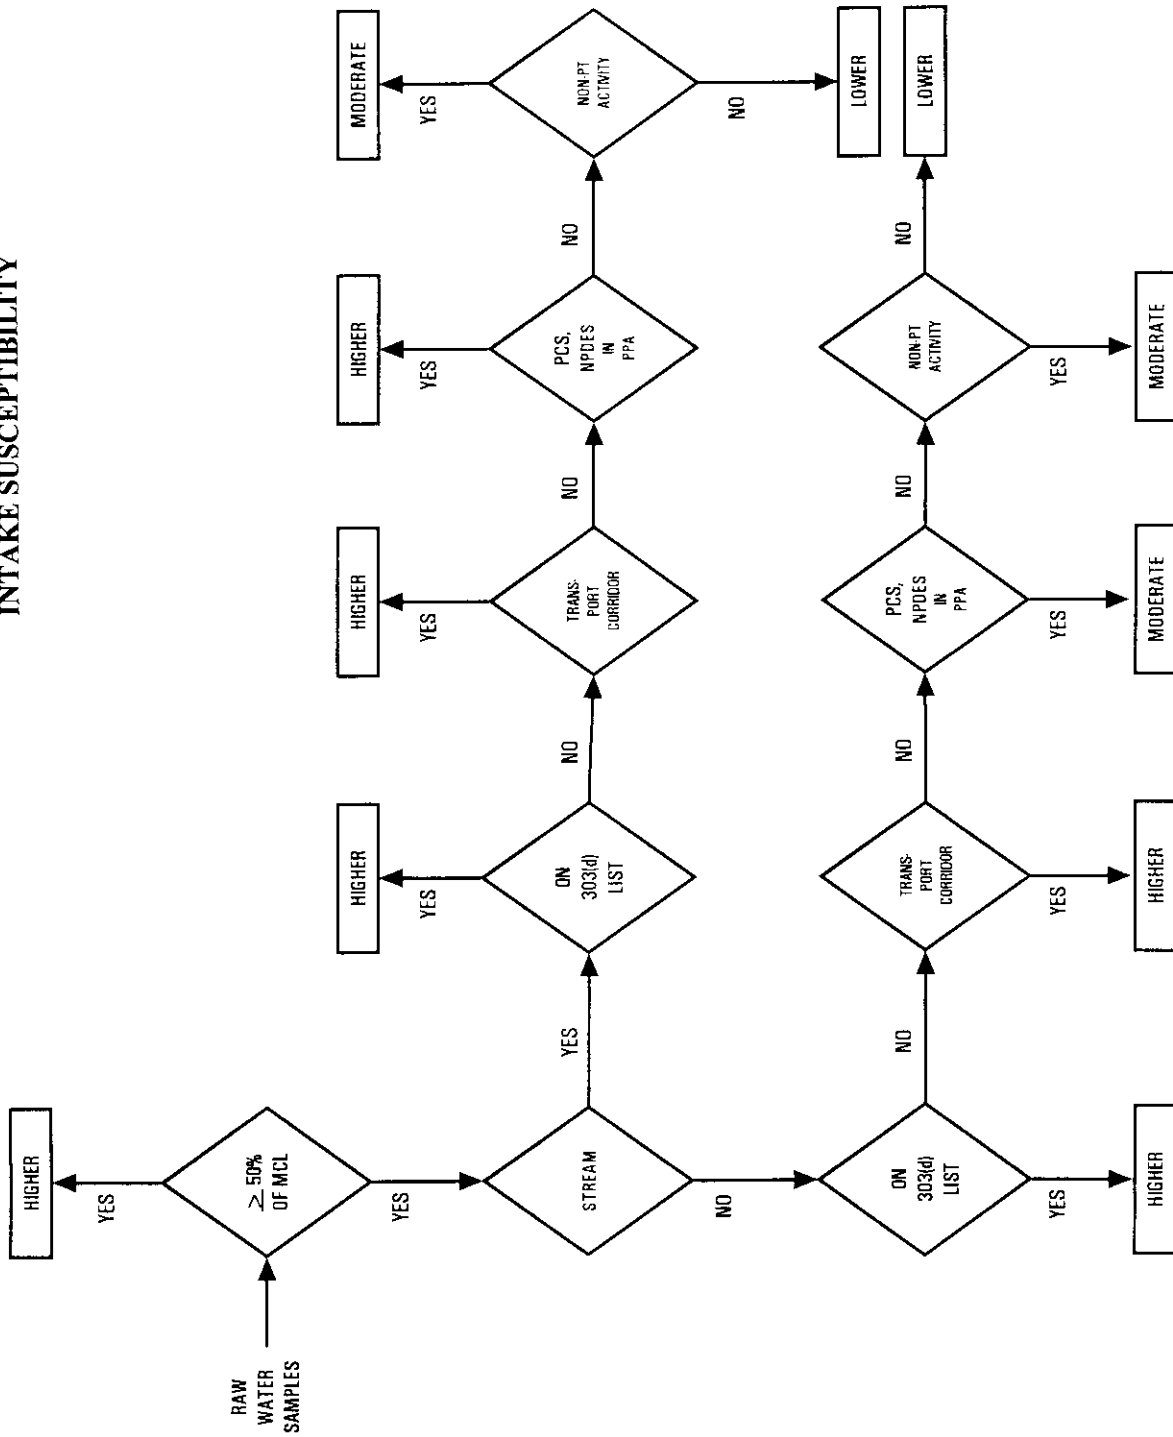 INTAKE SUSCEPTIBILITY
RAW
WATER
SAMPLES
≥ 50%
OF MCL
YES
HIGHER
YES
STREAM
YES
ON
303(d)
LIST
YES
HIGHER
NO
TRANS-
PORT
CORRIDOR
YES
HIGHER
NO
PCS,
NPDES
IN
PPA
YES
HIGHER
NO
NON-PT
ACTIVITY
YES
MODERATE
NO
LOWER
NO
ON
303(d)
LIST
YES
HIGHER
NO
TRANS-
PORT
CORRIDOR
YES
HIGHER
NO
PCS,
NPDES
IN
PPA
YES
MODERATE
NO
NON-PT
ACTIVITY
YES
MODERATE
NO
LOWER